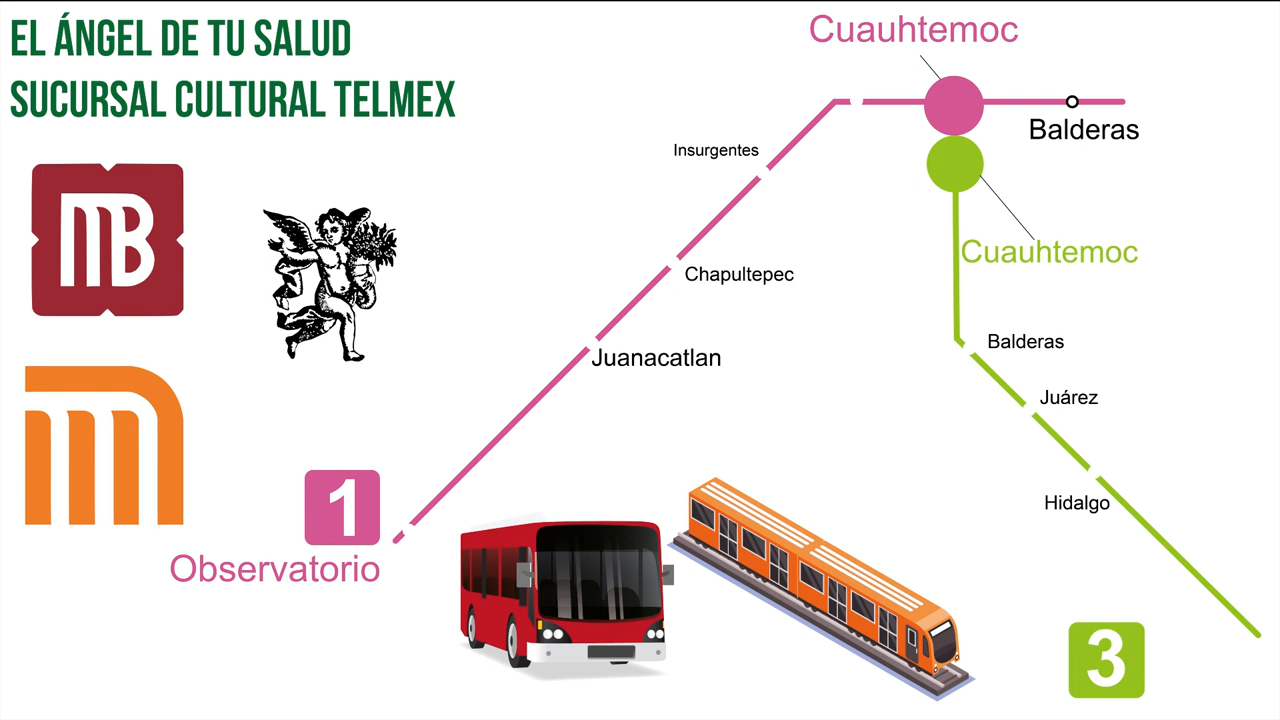 EL ÁNGEL DE TU SALUD
SUCURSAL CULTURAL TELMEX
MB
Cuauhtemoc
Balderas
Insurgentes
Cuauhtemoc
Chapultepec
Balderas
Juanacatlan
Juárez
1
Hidalgo
Observatorio
3